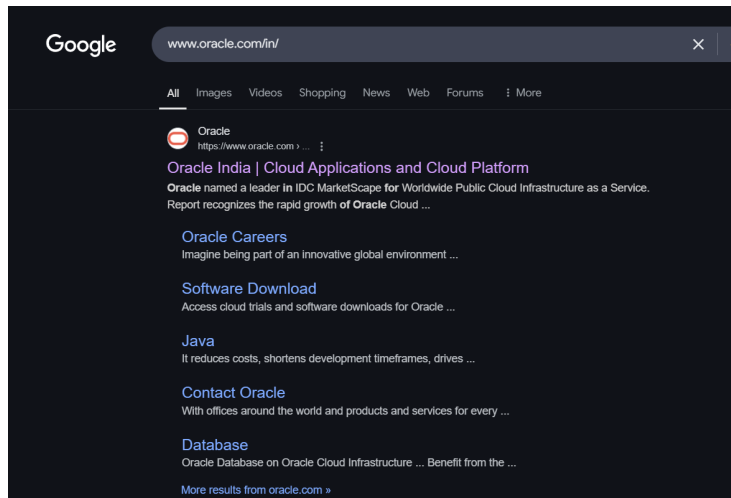 Google
www.oracle.com/in/
All Images Videos Shopping News Web Forums More
Oracle
https://www.oracle.com › ...
Oracle India | Cloud Applications and Cloud Platform
Oracle named a leader in IDC MarketScape for Worldwide Public Cloud Infrastructure as a Service.
Report recognizes the rapid growth of Oracle Cloud ...
Oracle Careers
Imagine being part of an innovative global environment ...
Software Download
Access cloud trials and software downloads for Oracle ...
Java
It reduces costs, shortens development timeframes, drives ...
Contact Oracle
With offices around the world and products and services for every ...
Database
Oracle Database on Oracle Cloud Infrastructure ... Benefit from the ...
More results from oracle.com »